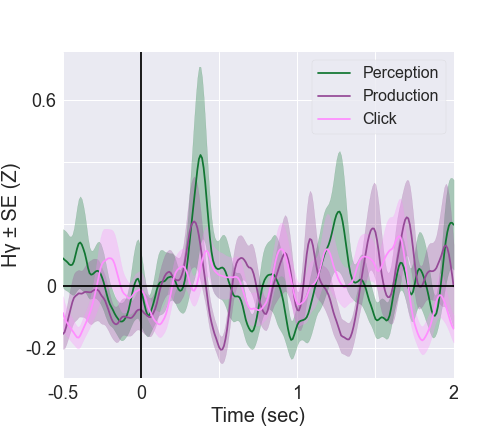 Perception
Production
Click
Hγ ± SE (Z)
0.6
0
-0.2
-0.5
0
1
2
Time (sec)